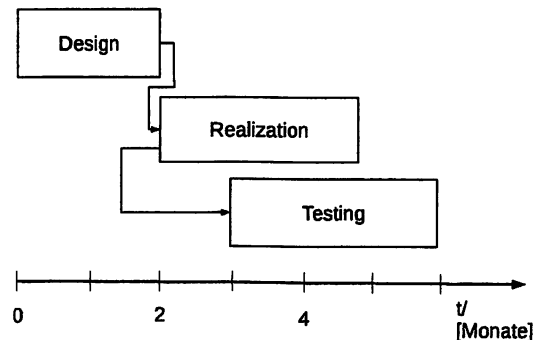 Design
Realization
Testing
0
2
4
t/
[Monate]